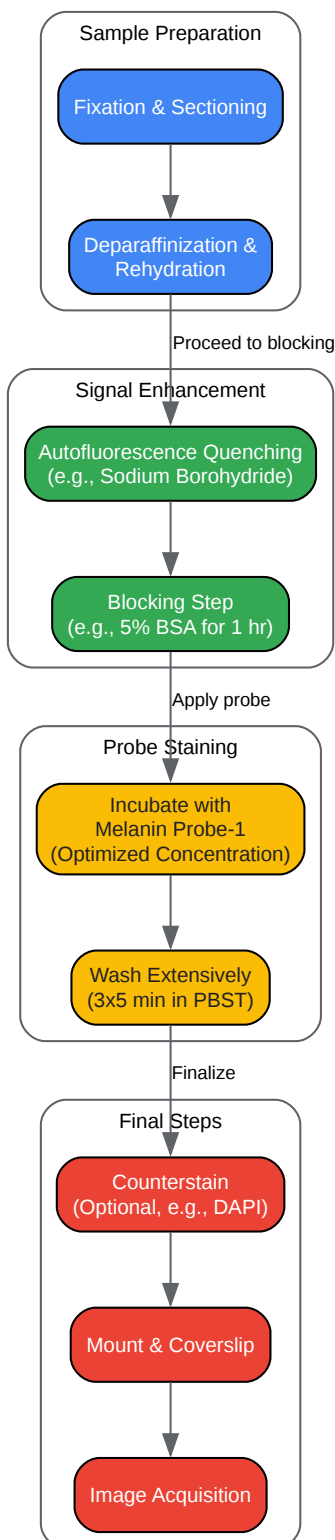 Sample Preparation
Fixation & Sectioning
Deparaffinization &
Rehydration
Proceed to blocking
Signal Enhancement
Autofluorescence Quenching
(e.g., Sodium Borohydride)
Blocking Step
(e.g., 5% BSA for 1 hr)
Apply probe
Probe Staining
Incubate with
Melanin Probe-1
(Optimized Concentration)
Wash Extensively
(3x5 min in PBST)
Finalize
Final Steps
Counterstain
(Optional, e.g., DAPI)
Mount & Coverslip
Image Acquisition